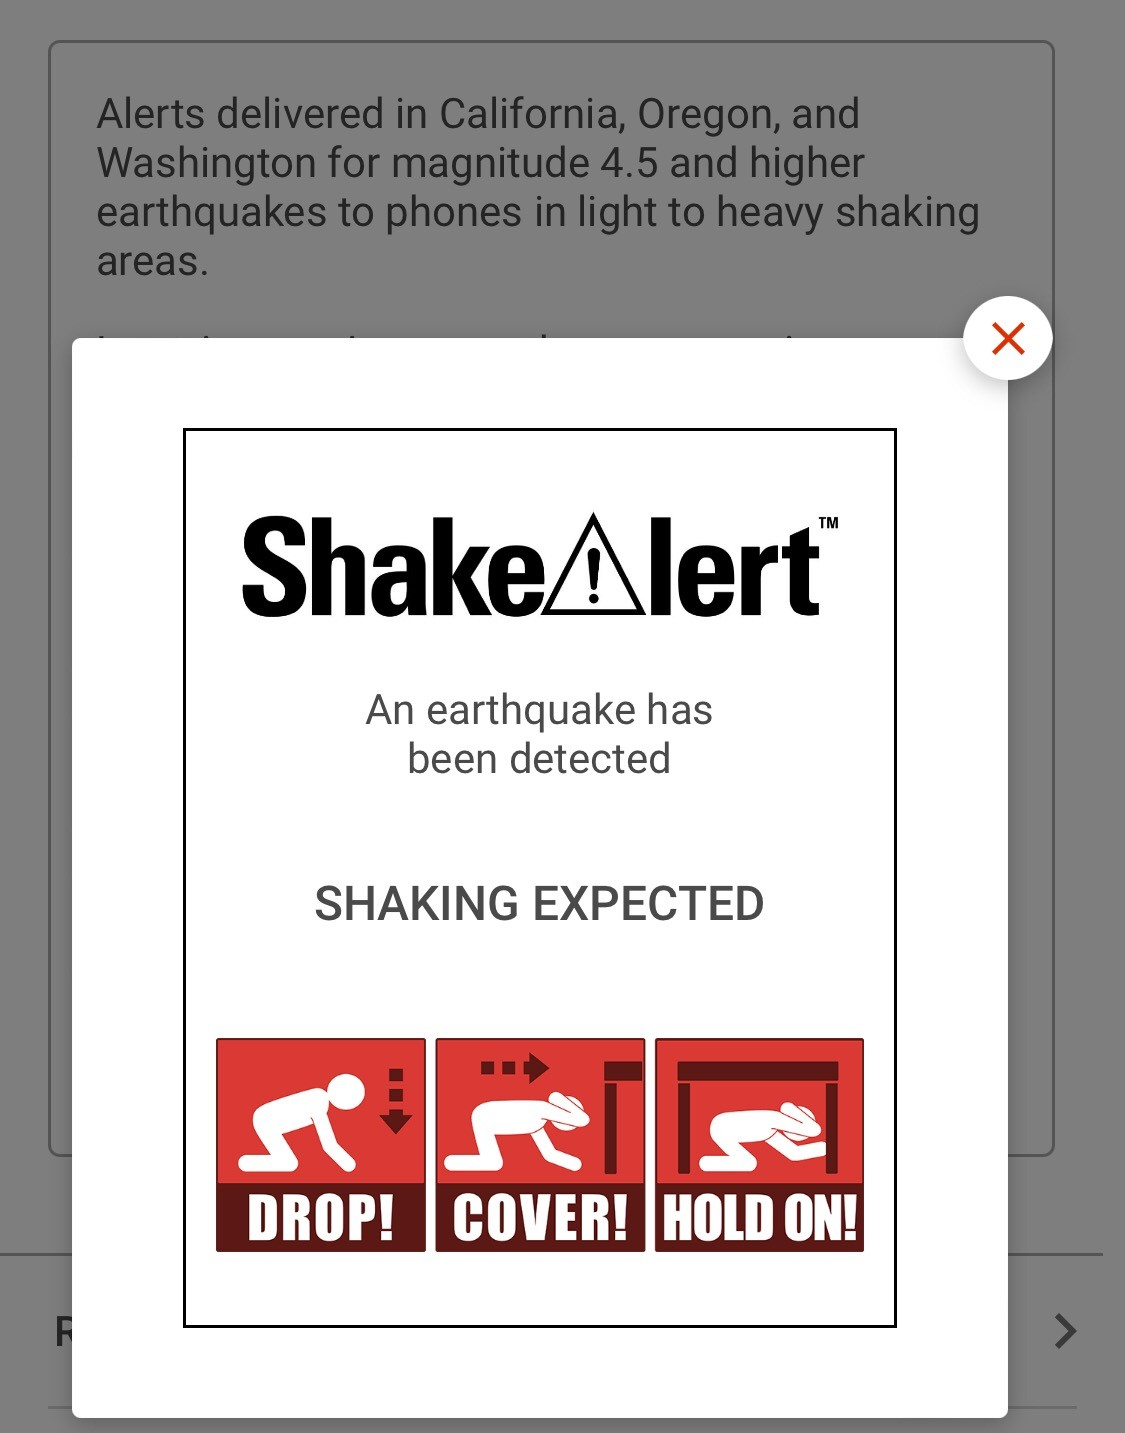 Alerts delivered in California, Oregon, and
Washington for magnitude 4.5 and higher
earthquakes to phones in light to heavy shaking
areas.
ShakeAlert™
An earthquake has
been detected
SHAKING EXPECTED
DROP! COVER! HOLD ON!